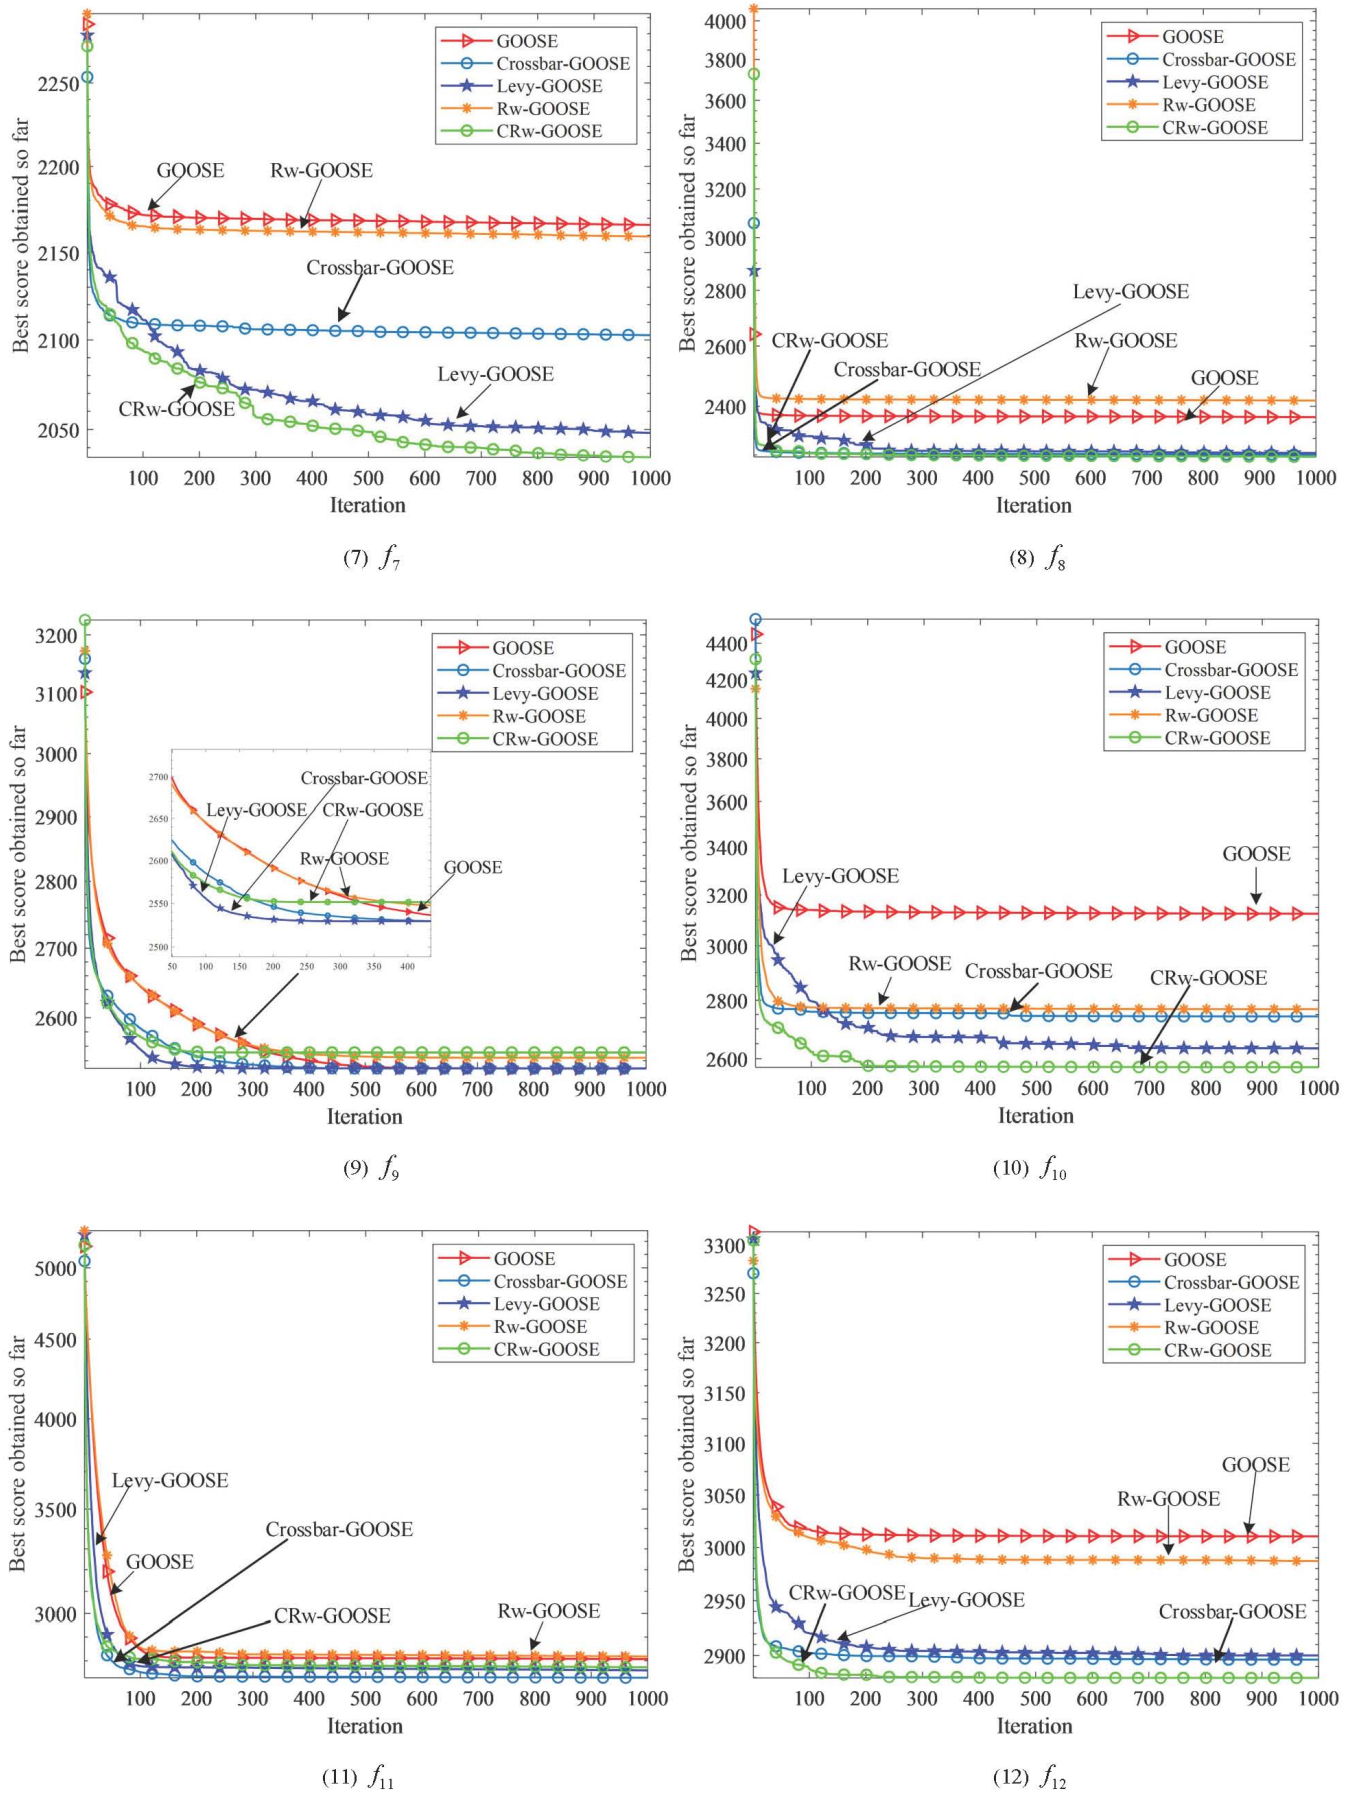 2250
2200
2150
2100
2050
Best score obtained so far
GOOSE
Crossbar-GOOSE
Levy-GOOSE
Rw-GOOSE
CRw-GOOSE
GOOSE
Rw-GOOSE
Crossbar-GOOSE
Levy-GOOSE
CRw-GOOSE
100 200 300 400 500 600 700 800 900 1000
Iteration
(7) f7
4000
3800
3600
3400
3200
3000
2800
2600
2400
Best score obtained so far
GOOSE
Crossbar-GOOSE
Levy-GOOSE
Rw-GOOSE
CRw-GOOSE
Levy-GOOSE
CRw-GOOSE
Rw-GOOSE
Crossbar-GOOSE
GOOSE
100 200 300 400 500 600 700 800 900 1000
Iteration
(8) f8
3200
3100
3000
2900
2800
2700
2600
Best score obtained so far
GOOSE
Crossbar-GOOSE
Levy-GOOSE
Rw-GOOSE
CRw-GOOSE
2700
2650
2600
2550
2500
Crossbar-GOOSE
Levy-GOOSE
CRw-GOOSE
Rw-GOOSE
GOOSE
50 100 150 200 250 300 350 400
100 200 300 400 500 600 700 800 900 1000
Iteration
(9) f9
4400
4200
4000
3800
3600
3400
3200
3000
2800
2600
Best score obtained so far
GOOSE
Crossbar-GOOSE
Levy-GOOSE
Rw-GOOSE
CRw-GOOSE
GOOSE
Levy-GOOSE
Rw-GOOSE
Crossbar-GOOSE
CRw-GOOSE
100 200 300 400 500 600 700 800 900 1000
Iteration
(10) f10
5000
4500
4000
3500
3000
Best score obtained so far
GOOSE
Crossbar-GOOSE
Levy-GOOSE
Rw-GOOSE
CRw-GOOSE
Levy-GOOSE
Crossbar-GOOSE
GOOSE
CRw-GOOSE
Rw-GOOSE
100 200 300 400 500 600 700 800 900 1000
Iteration
(11) f11
3300
3250
3200
3150
3100
3050
3000
2950
2900
Best score obtained so far
GOOSE
Crossbar-GOOSE
Levy-GOOSE
Rw-GOOSE
CRw-GOOSE
GOOSE
Rw-GOOSE
CRw-GOOSE
Levy-GOOSE
Crossbar-GOOSE
100 200 300 400 500 600 700 800 900 1000
Iteration
(12) f12